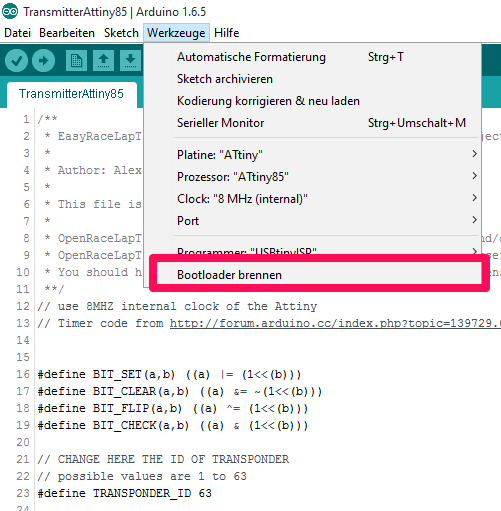 TransmitterAttiny85 | Arduino 1.6.5
Datei Bearbeiten Sketch Werkzeuge Hilfe
Automatische Formatierung Strg+T
Sketch archivieren
Kodierung korrigieren & neu laden
Serieller Monitor Strg+Umschalt+M
Platine: "ATtiny"
Prozessor: "ATtiny85"
Clock: "8 MHz (internal)"
Port
Programmer: "USBtinyISP"
Bootloader brennen
TransmitterAttiny85
1 /**
2 * EasyRaceLapT
3 *
4 * Author: Alex
5 *
6 * This file is
7 *
8 * OpenRaceLapT
9 * OpenRaceLapT
10 * You should h
11 **/
12 // use 8MHZ internal clock of the Attiny
13 // Timer code from http://forum.arduino.cc/index.php?topic=139729.
14
15
16 #define BIT_SET(a,b) ((a) |= (1<<(b)))
17 #define BIT_CLEAR(a,b) ((a) &= ~(1<<(b)))
18 #define BIT_FLIP(a,b) ((a) ^= (1<<(b)))
19 #define BIT_CHECK(a,b) ((a) & (1<<(b)))
20
21 // CHANGE HERE THE ID OF TRANSPONDER
22 // possible values are 1 to 63
23 #define TRANSPONDER_ID 63